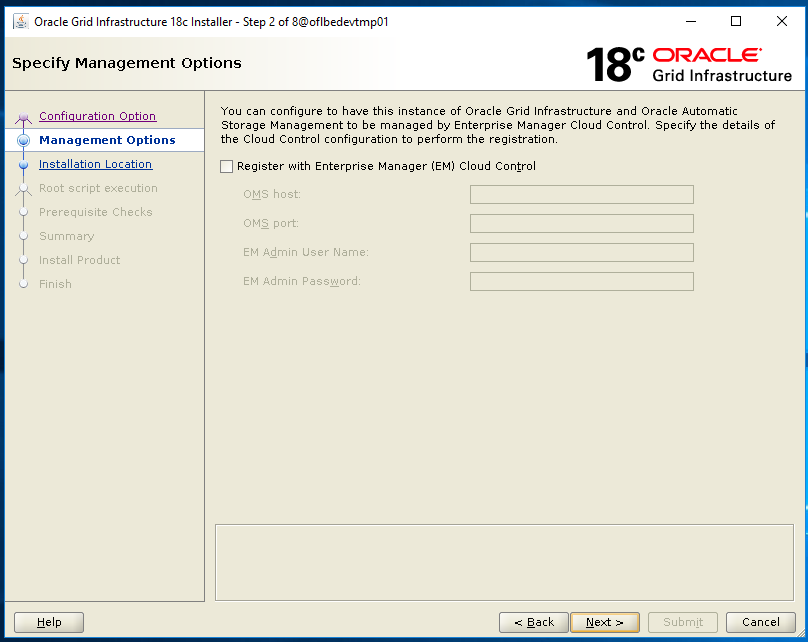 Oracle Grid Infrastructure 18c Installer - Step 2 of 8@oflbedevtmp01
Specify Management Options
18c ORACLE
Grid Infrastructure
Configuration Option
Management Options
Installation Location
Root script execution
Prerequisite Checks
Summary
Install Product
Finish
You can configure to have this instance of Oracle Grid Infrastructure and Oracle Automatic
Storage Management to be managed by Enterprise Manager Cloud Control. Specify the details of
the Cloud Control configuration to perform the registration.
Register with Enterprise Manager (EM) Cloud Control
OMS host:
OMS port:
EM Admin User Name:
EM Admin Password:
Help
< Back
Next >
Submit
Cancel